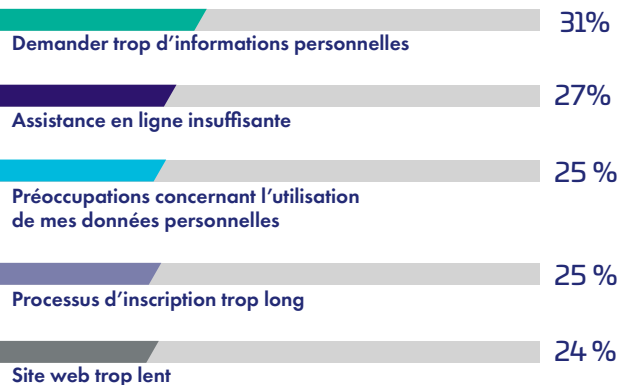 31%
Demander trop d’informations personnelles
27%
Assistance en ligne insuffisante
25 %
Préoccupations concernant l’utilisation
de mes données personnelles
25 %
Processus d’inscription trop long
24 %
Site web trop lent